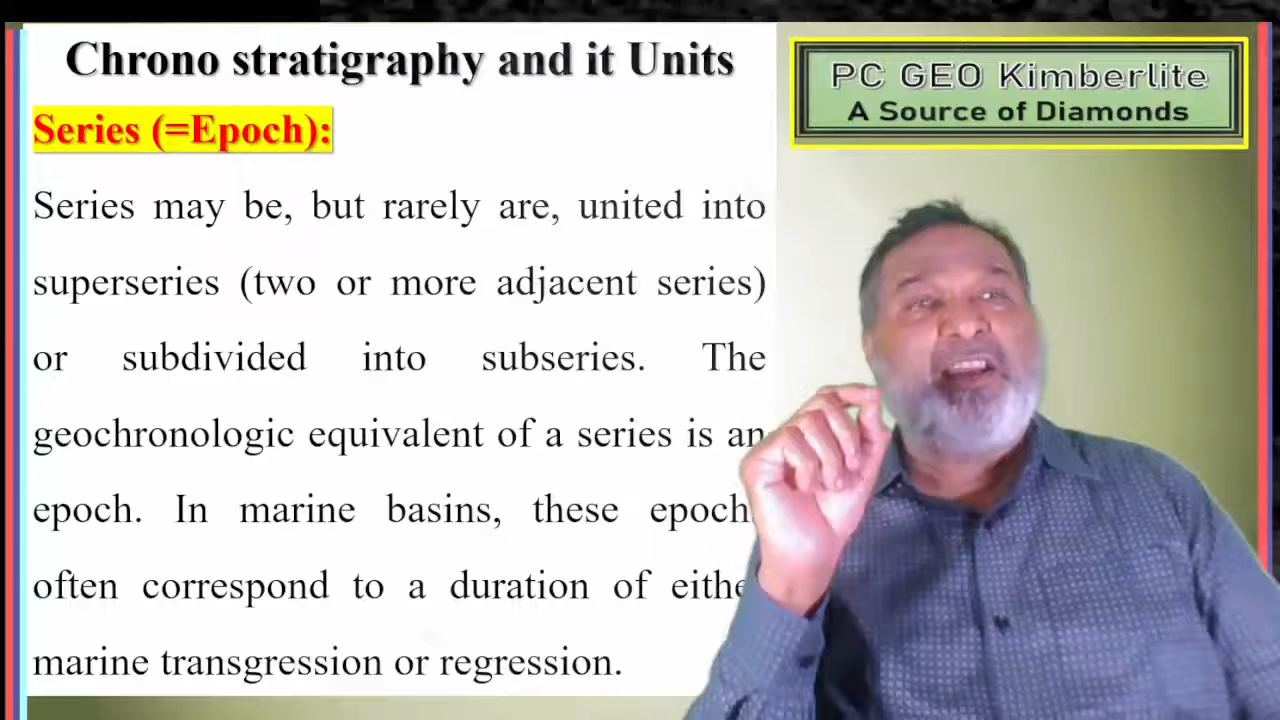 Chrono stratigraphy and it Units
PC GEO Kimberlite
A Source of Diamonds
Series (=Epoch):
Series may be, but rarely are, united into
superseries (two or more adjacent series)
or subdivided into subseries. The
geochronologic equivalent of a series is an
epoch. In marine basins, these epoch
often correspond to a duration of eithe
marine transgression or regression.